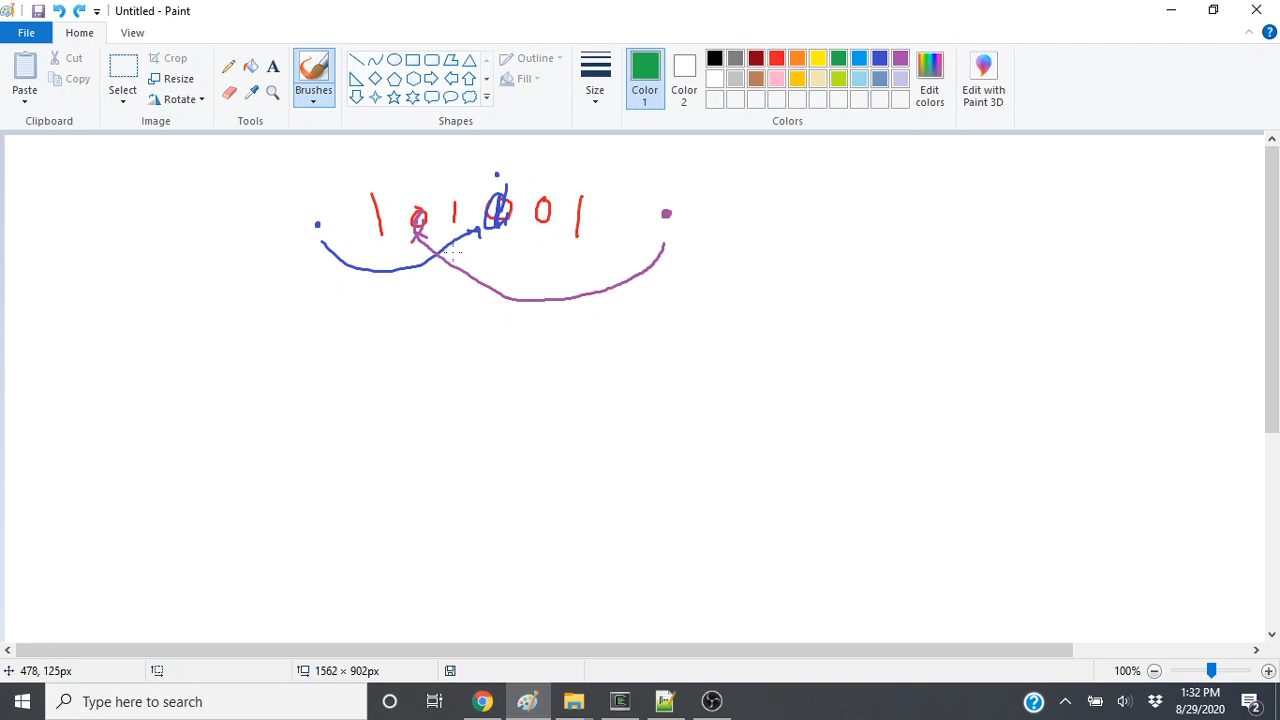 Untitled - Paint
File Home View
Cut Crop Outline
Copy Resize Fill
Paste Select Rotate Brushes Size Color 1 Color 2 Edit colors Edit with Paint 3D
Clipboard Image Tools Shapes Colors
1 0 1 0 0 1
478, 125px 1562 × 902px 100%
Type here to search 1:32 PM
8/29/2020 2